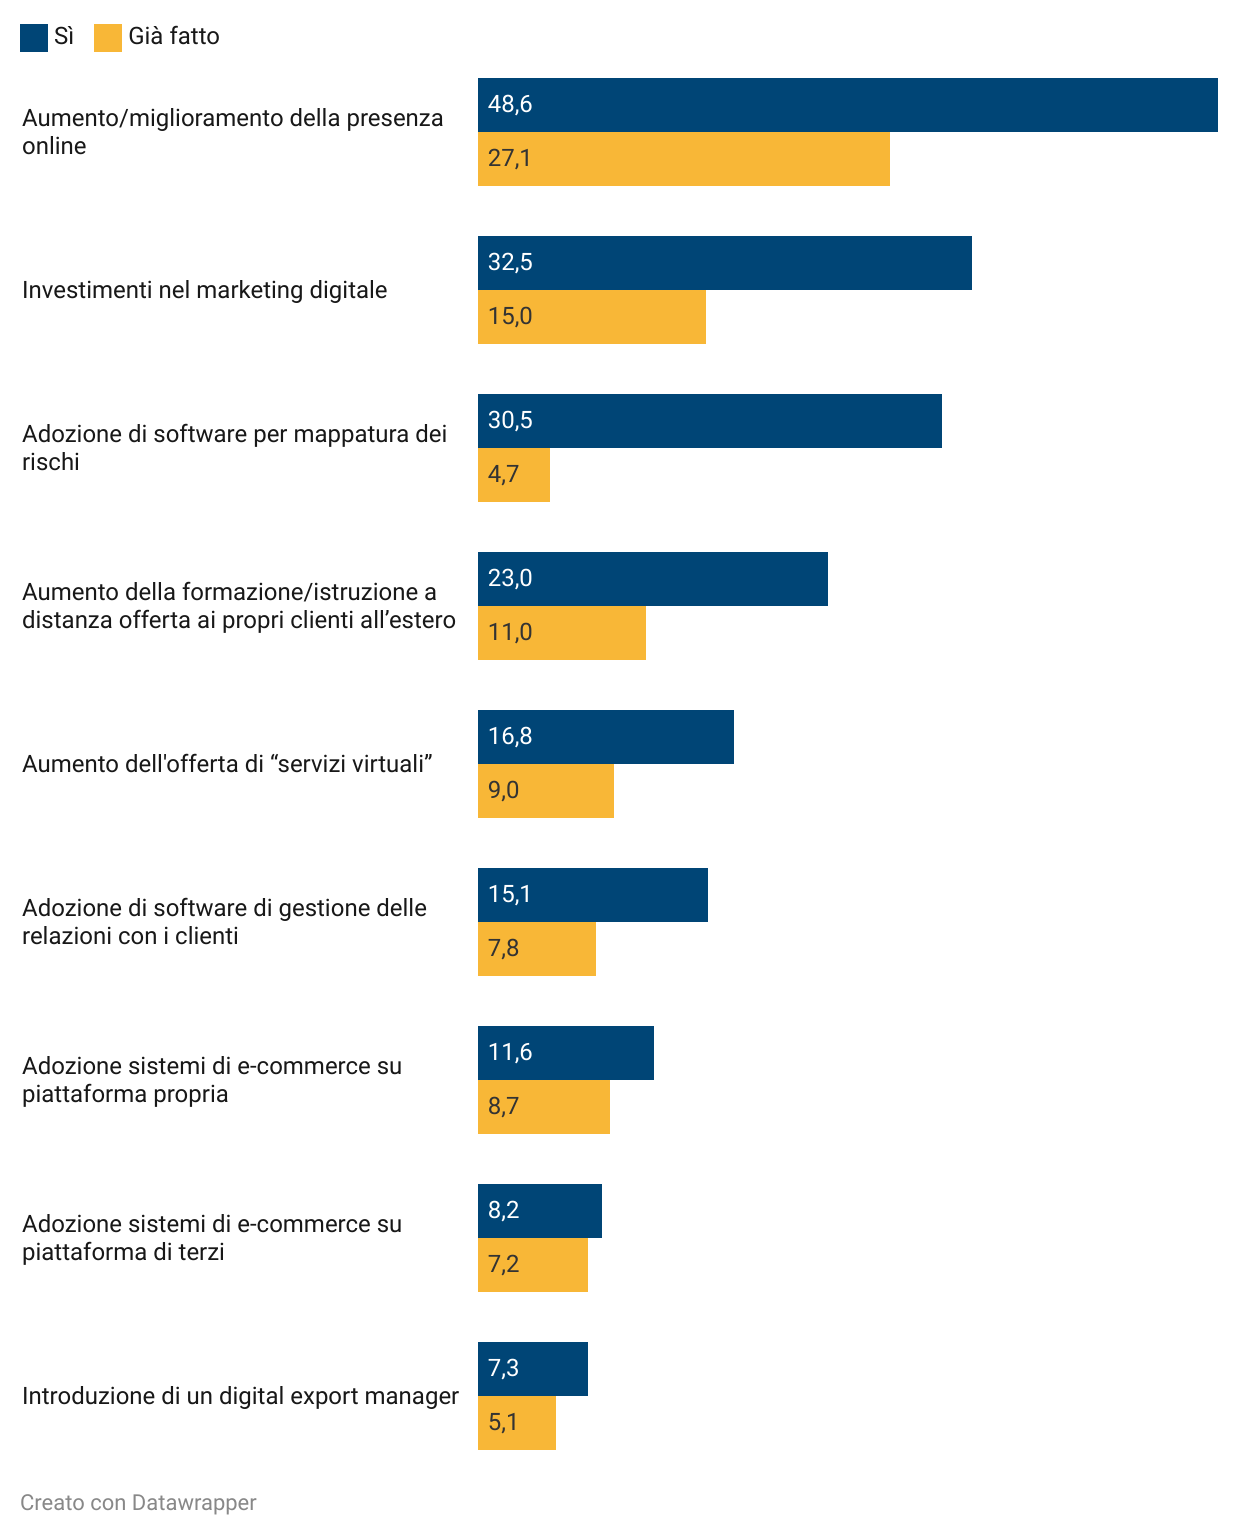 Sì Già fatto
Aumento/miglioramento della presenza
online
48,6
27,1
Investimenti nel marketing digitale
32,5
15,0
Adozione di software per mappatura dei
rischi
30,5
4,7
Aumento della formazione/istruzione a
distanza offerta ai propri clienti all’estero
23,0
11,0
Aumento dell'offerta di “servizi virtuali”
16,8
9,0
Adozione di software di gestione delle
relazioni con i clienti
15,1
7,8
Adozione sistemi di e-commerce su
piattaforma propria
11,6
8,7
Adozione sistemi di e-commerce su
piattaforma di terzi
8,2
7,2
Introduzione di un digital export manager
7,3
5,1
Creato con Datawrapper